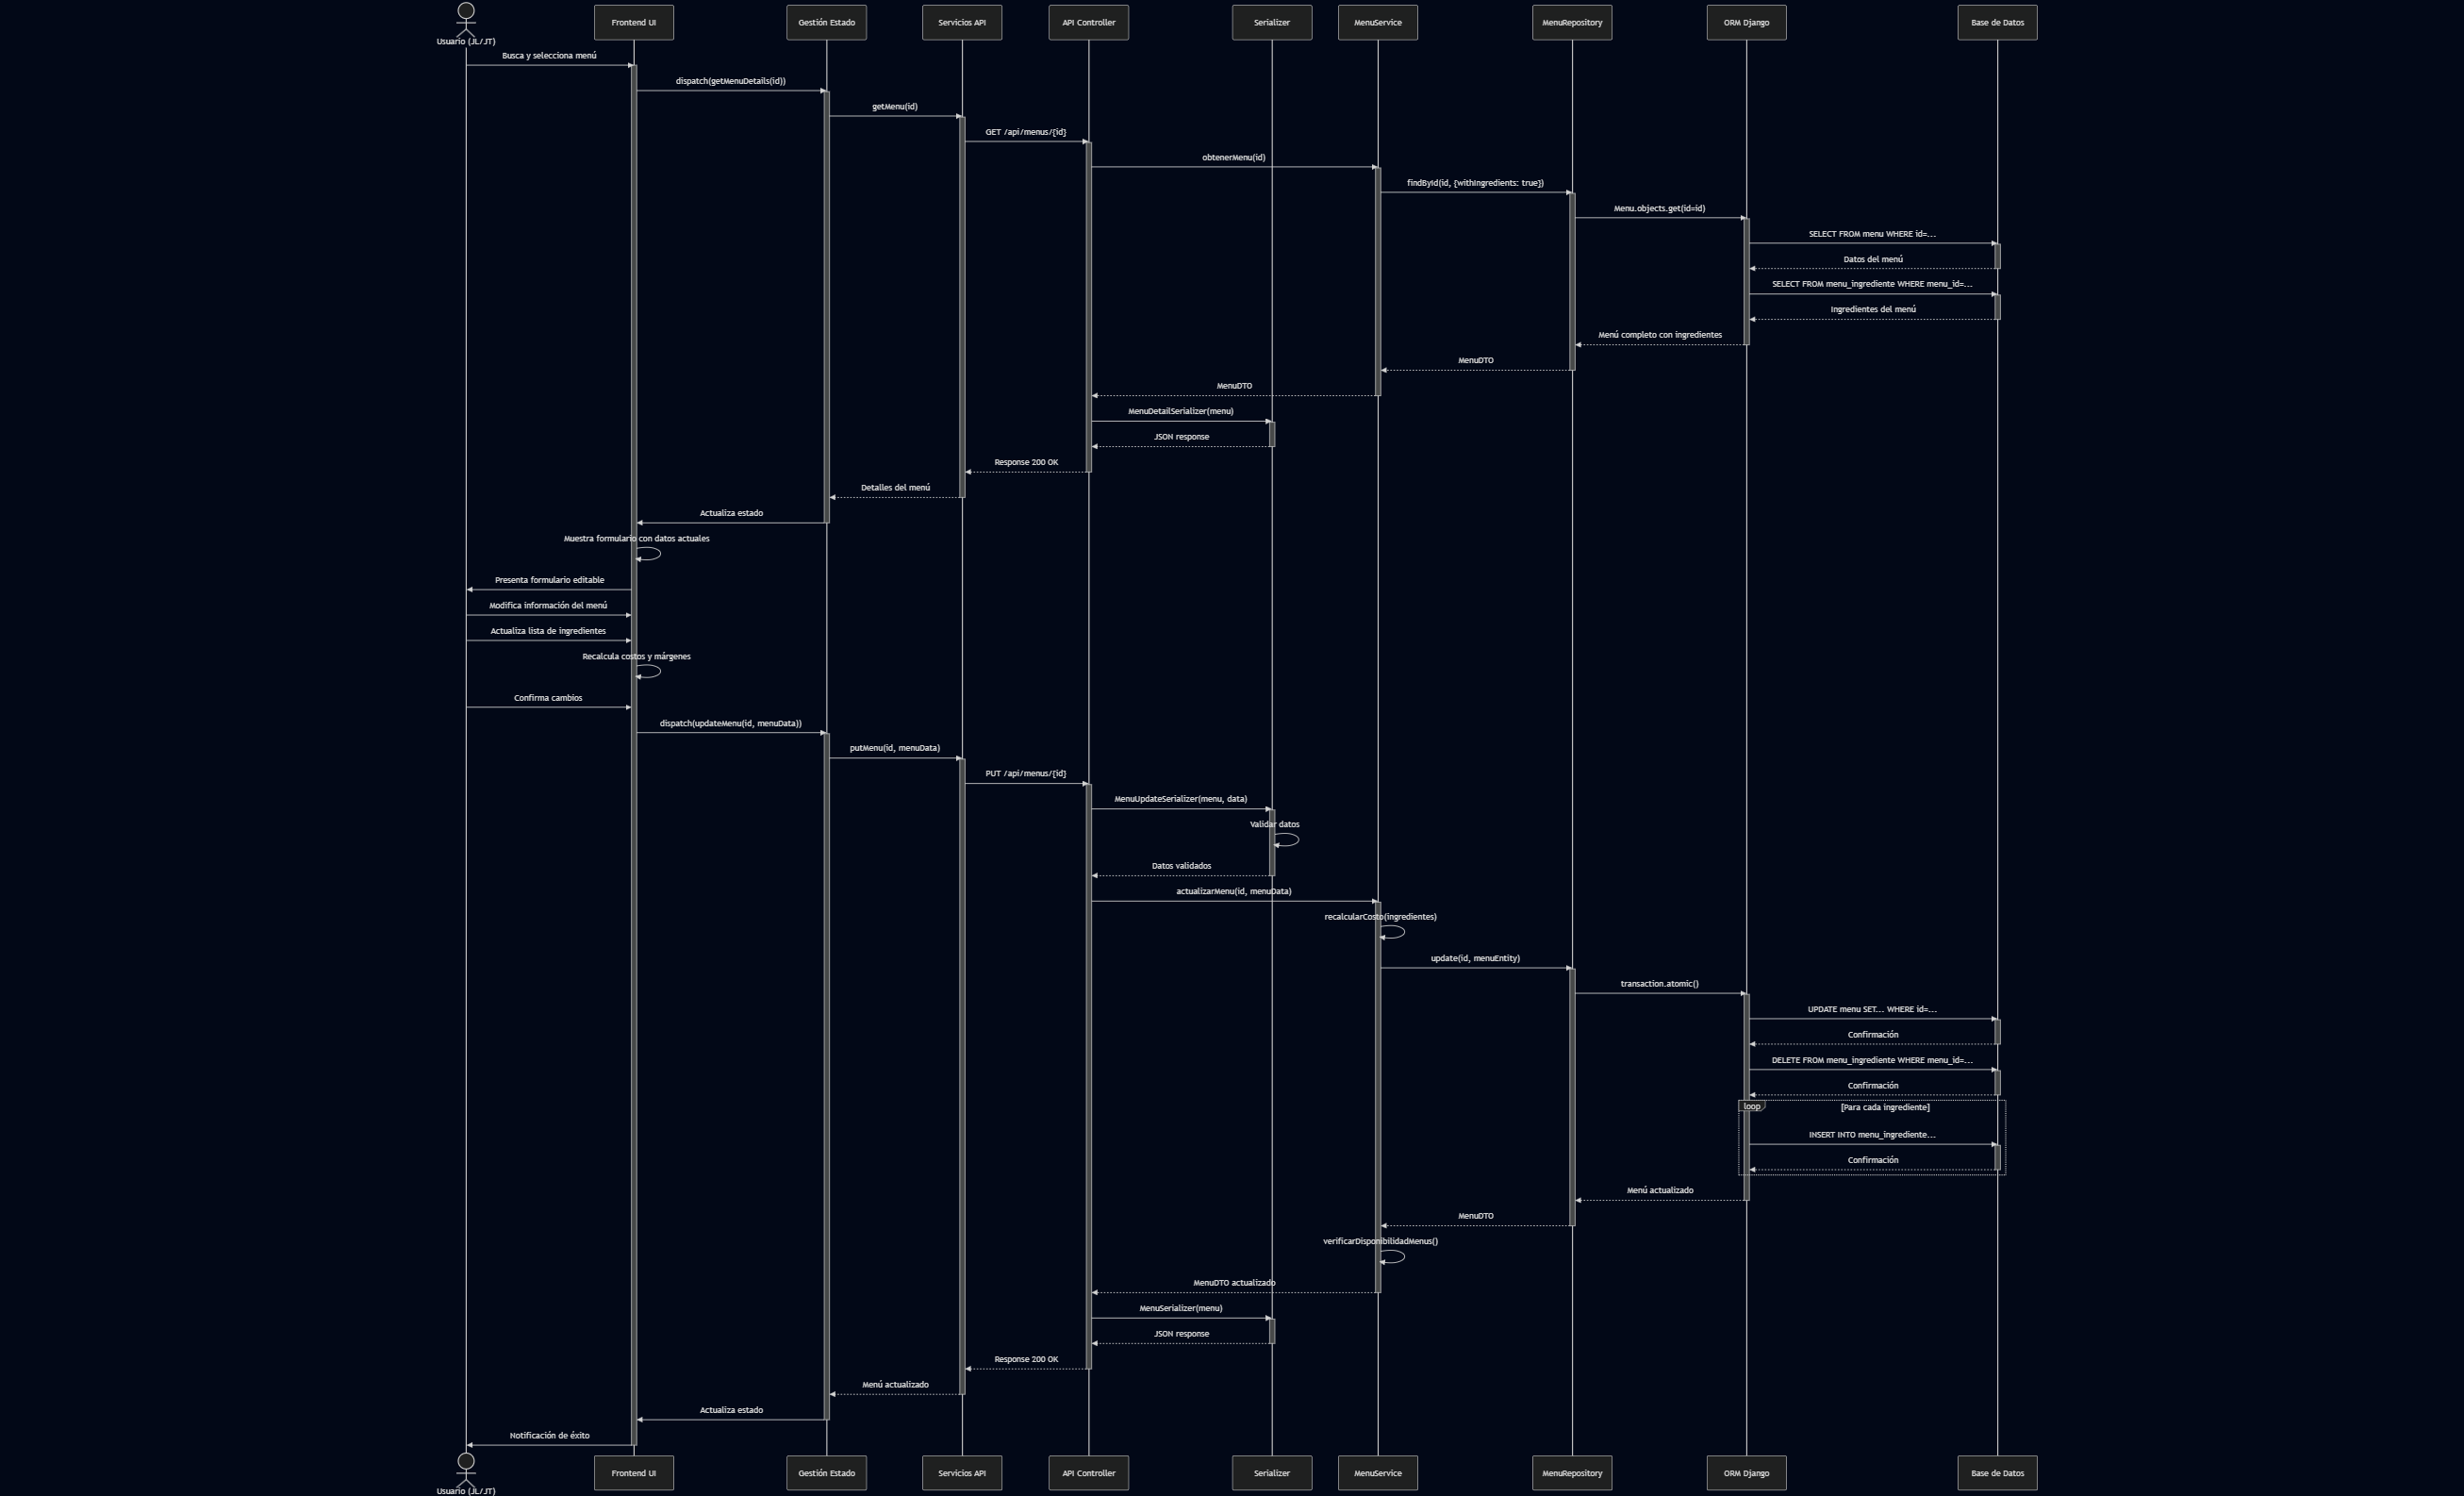 Usuario (JL/JT)
Frontend UI
Gestión Estado
Servicios API
API Controller
Serializer
MenuService
MenuRepository
ORM Django
Base de Datos
Busca y selecciona menú
dispatch(getMenuDetails(id))
getMenu(id)
GET /api/menus/{id}
obtenerMenu(id)
findById(id, {withIngredients: true})
Menu.objects.get(id=id)
SELECT FROM menu WHERE id=...
Datos del menú
SELECT FROM menu_ingrediente WHERE menu_id=...
Ingredientes del menú
Menú completo con ingredientes
MenuDTO
MenuDTO
MenuDetailSerializer(menu)
JSON response
Response 200 OK
Detalles del menú
Actualiza estado
Muestra formulario con datos actuales
Presenta formulario editable
Modifica información del menú
Actualiza lista de ingredientes
Recalcula costos y márgenes
Confirma cambios
dispatch(updateMenu(id, menuData))
putMenu(id, menuData)
PUT /api/menus/{id}
MenuUpdateSerializer(menu, data)
Validar datos
Datos validados
actualizarMenu(id, menuData)
recalcularCosto(ingredientes)
update(id, menuEntity)
transaction.atomic()
UPDATE menu SET... WHERE id=...
Confirmación
DELETE FROM menu_ingrediente WHERE menu_id=...
Confirmación
loop
[Para cada ingrediente]
INSERT INTO menu_ingrediente...
Confirmación
Menú actualizado
MenuDTO
verificarDisponibilidadMenus()
MenuDTO actualizado
MenuSerializer(menu)
JSON response
Response 200 OK
Menú actualizado
Actualiza estado
Notificación de éxito
Usuario (JL/JT)
Frontend UI
Gestión Estado
Servicios API
API Controller
Serializer
MenuService
MenuRepository
ORM Django
Base de Datos